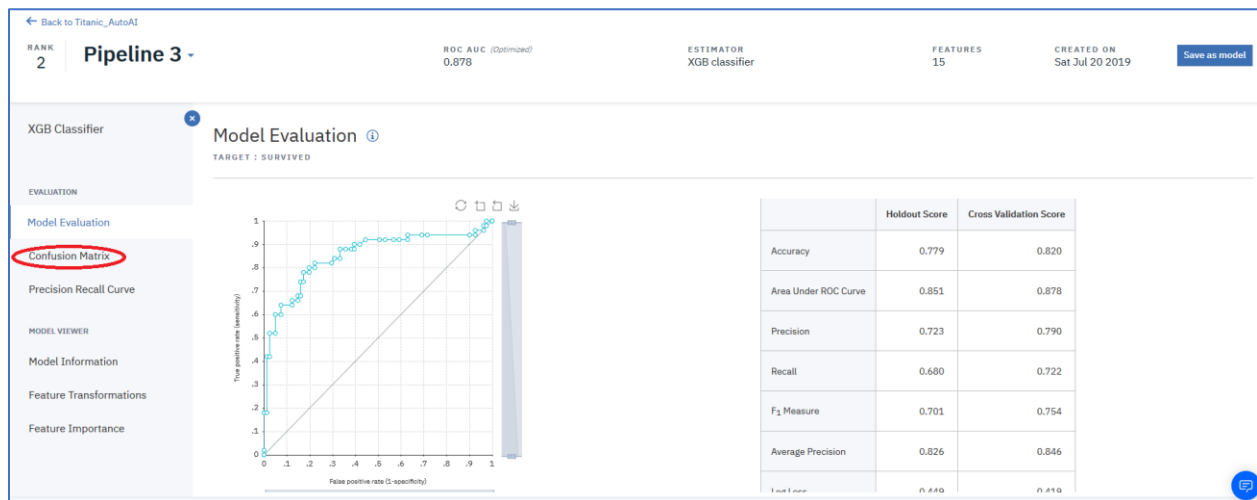 ← Back to Titanic_AutoAI
RANK
2
Pipeline 3
ROC AUC (Optimized)
0.878
ESTIMATOR
XGB classifier
FEATURES
15
CREATED ON
Sat Jul 20 2019
Save as model
XGB Classifier
EVALUATION
Model Evaluation
Confusion Matrix
Precision Recall Curve
MODEL VIEWER
Model Information
Feature Transformations
Feature Importance
Model Evaluation
TARGET : SURVIVED
1
.9
.8
.7
.6
.5
.4
.3
.2
.1
0
True positive rate (sensitivity)
0 .1 .2 .3 .4 .5 .6 .7 .8 .9 1
False positive rate (1-specificity)
Holdout Score Cross Validation Score
Accuracy 0.779 0.820
Area Under ROC Curve 0.851 0.878
Precision 0.723 0.790
Recall 0.680 0.722
F₁ Measure 0.701 0.754
Average Precision 0.826 0.846
Log Loss 0.449 0.419